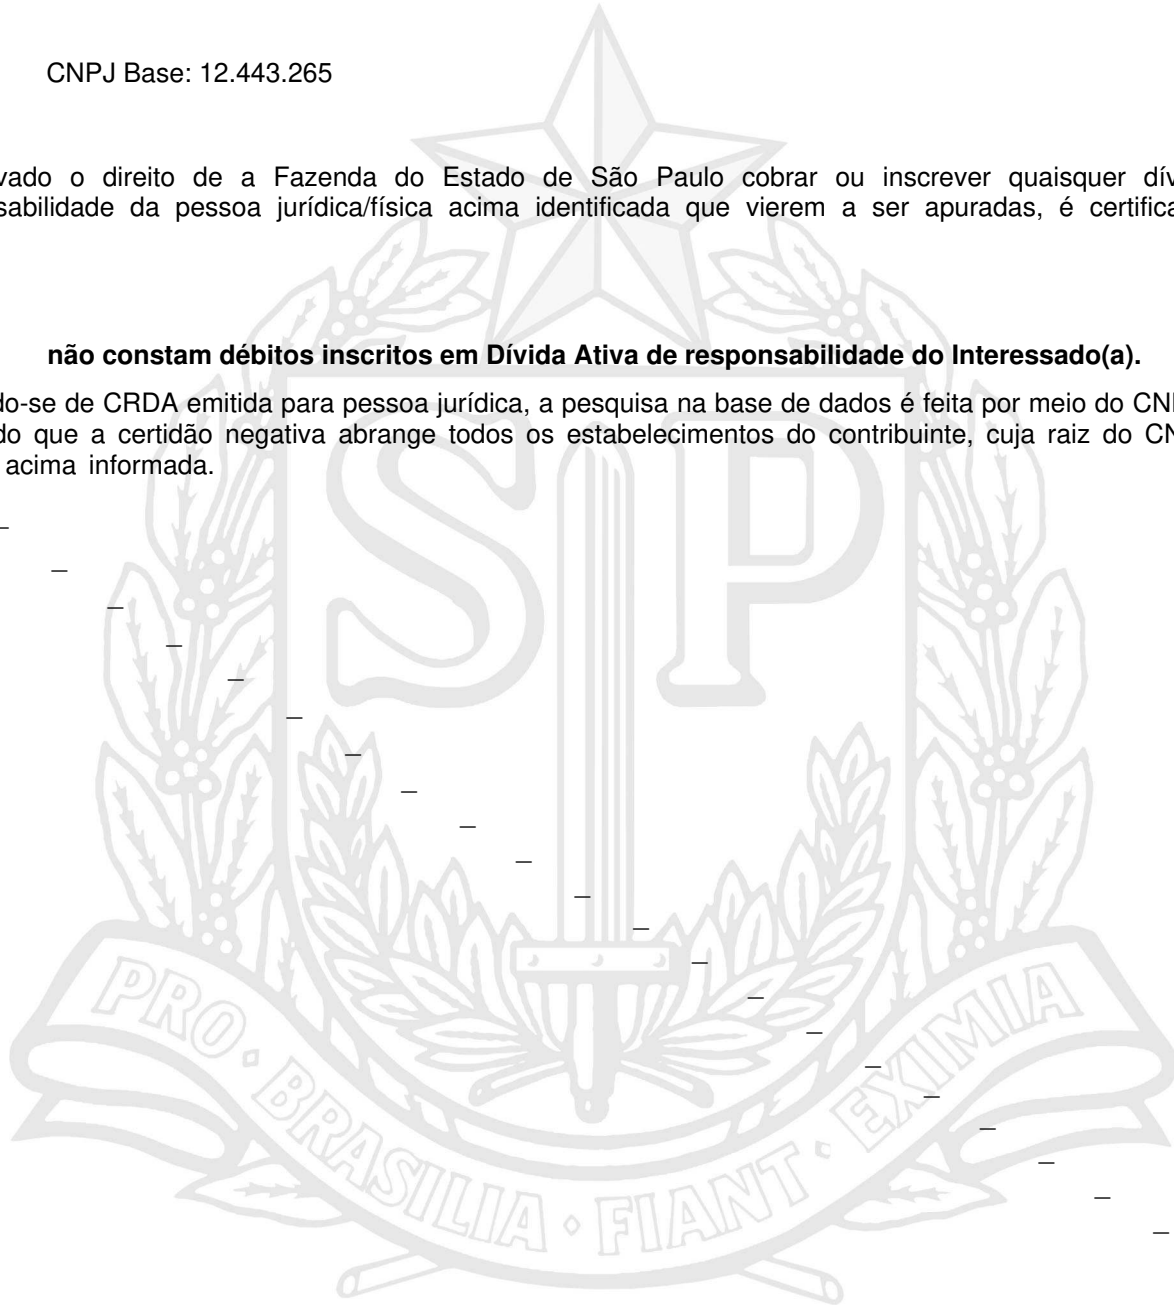 CNPJ Base: 12.443.265
vado o direito de a Fazenda do Estado de São Paulo cobrar ou inscrever quaisquer dív
sabilidade da pessoa jurídica/física acima identificada que vierem a ser apuradas, é certifica
não constam débitos inscritos em Dívida Ativa de responsabilidade do Interessado(a).
do-se de CRDA emitida para pessoa jurídica, a pesquisa na base de dados é feita por meio do CN
do que a certidão negativa abrange todos os estabelecimentos do contribuinte, cuja raiz do CN
acima informada.
SP
PRO • BRASILIA • FIANT • EXIMIA